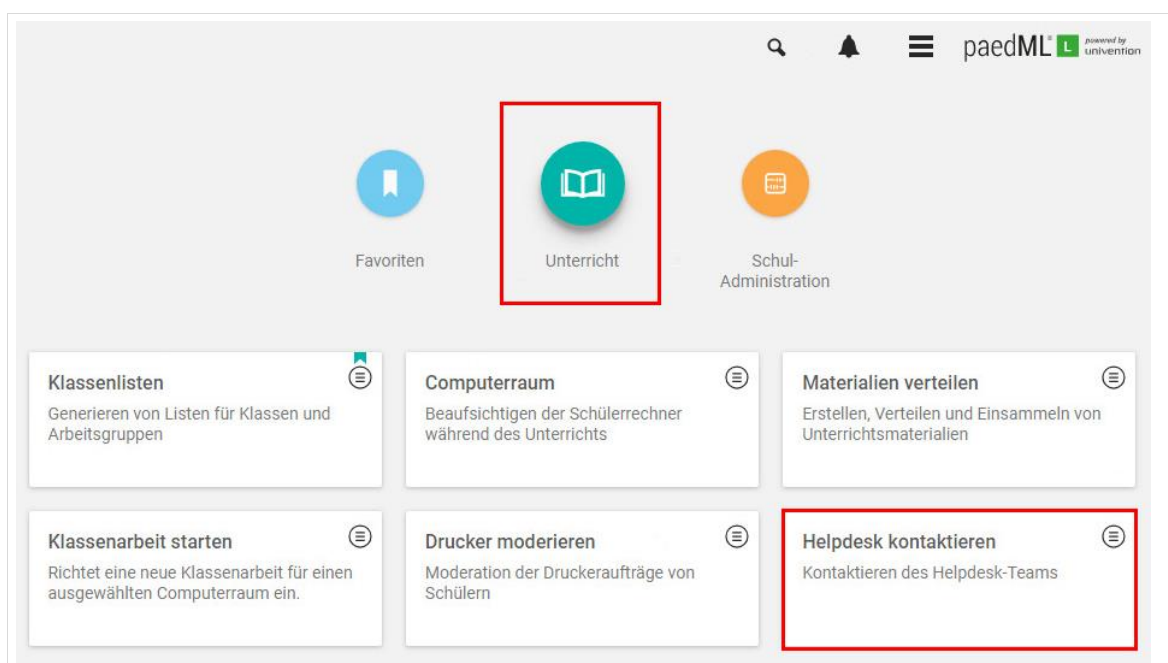 paedML® L powered by
univention
Favoriten
Unterricht
Schul-
Administration
Klassenlisten
Generieren von Listen für Klassen und
Arbeitsgruppen
Computerraum
Beaufsichtigen der Schülerrechner
während des Unterrichts
Materialien verteilen
Erstellen, Verteilen und Einsammeln von
Unterrichtsmaterialien
Klassenarbeit starten
Richtet eine neue Klassenarbeit für einen
ausgewählten Computerraum ein.
Drucker moderieren
Moderation der Druckeraufträge von
Schülern
Helpdesk kontaktieren
Kontaktieren des Helpdesk-Teams